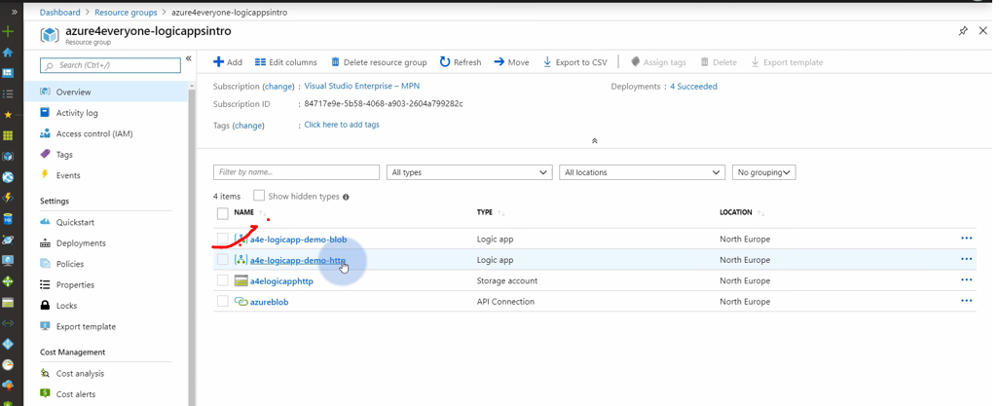 Dashboard > Resource groups > azure4everyone-logicappsintro
azure4everyone-logicappsintro
Resource group
Search (Ctrl+/)
Overview
Activity log
Access control (IAM)
Tags
Events
Settings
Quickstart
Deployments
Policies
Properties
Locks
Export template
Cost Management
Cost analysis
Cost alerts
Add Edit columns Delete resource group Refresh Move Export to CSV Assign tags Delete Export template
Subscription (change) : Visual Studio Enterprise – MPN Deployments : 4 Succeeded
Subscription ID : 84717e9e-5b58-4068-a903-2604a799282c
Tags (change) : Click here to add tags
Filter by name... All types All locations No grouping
4 items Show hidden types
NAME TYPE LOCATION
a4e-logicapp-demo-blob Logic app North Europe
a4e-logicapp-demo-http Logic app North Europe
a4elogicapphttp Storage account North Europe
azureblob API Connection North Europe